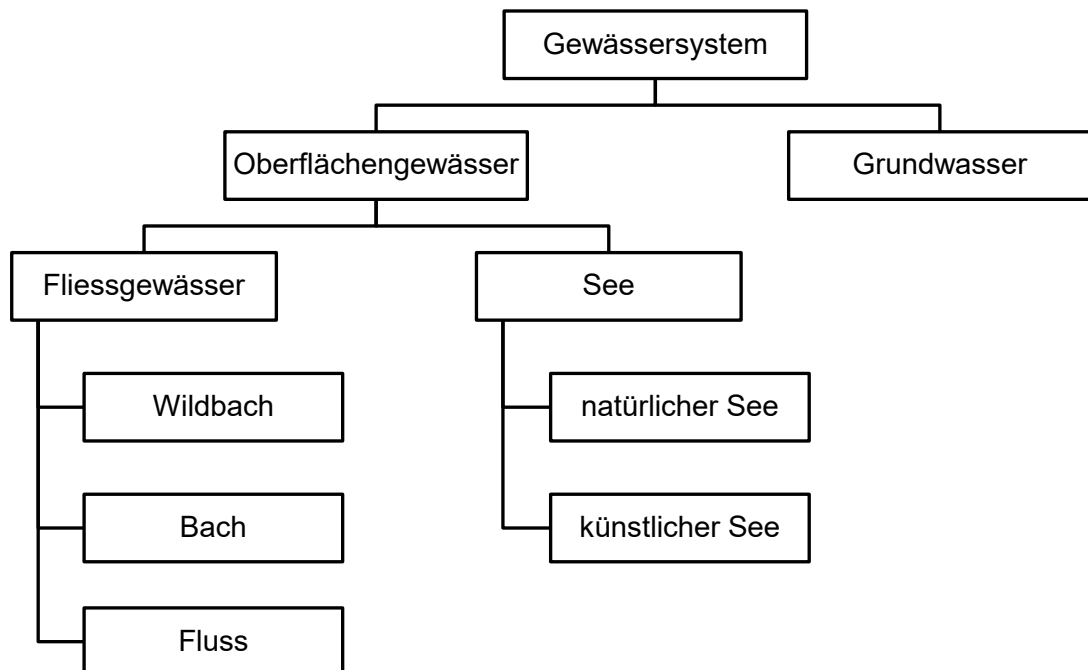 Gewässersystem
Oberflächengewässer
Grundwasser
Fliessgewässer
See
Wildbach
natürlicher See
Bach
künstlicher See
Fluss